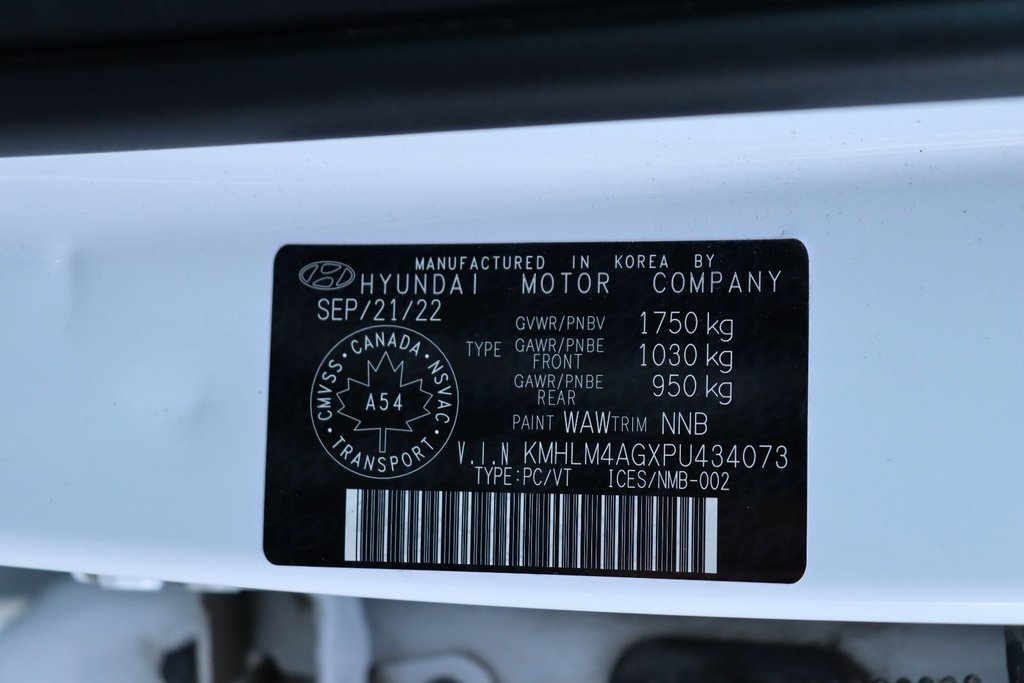 MANUFACTURED IN KOREA BY
HYUNDAI MOTOR COMPANY
SEP/21/22
GVWR/PNBV 1750 kg
TYPE GAWR/PNBE FRONT 1030 kg
GAWR/PNBE REAR 950 kg
CMVSS • CANADA • NSVAC • TRANSPORT •
A54
PAINT WAW TRIM NNB
V.I.N KMHLM4AGXPU434073
TYPE:PC/VT ICES/NMB-002